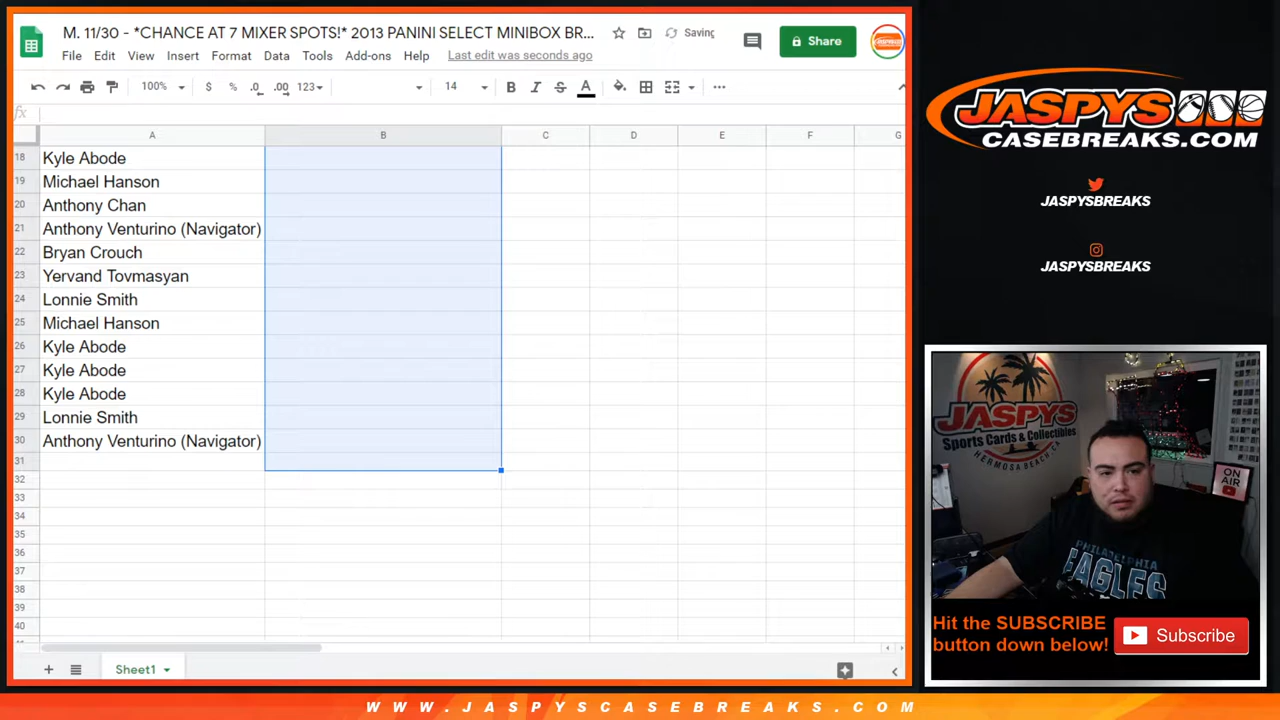 M. 11/30 - *CHANCE AT 7 MIXER SPOTS!* 2013 PANINI SELECT MINIBOX BR...
Saving
Share
File Edit View Insert Format Data Tools Add-ons Help Last edit was seconds ago
100% $ % .0 .00 123 14 B I S A
fx
A B C D E F G
18 Kyle Abode
19 Michael Hanson
20 Anthony Chan
21 Anthony Venturino (Navigator)
22 Bryan Crouch
23 Yervand Tovmasyan
24 Lonnie Smith
25 Michael Hanson
26 Kyle Abode
27 Kyle Abode
28 Kyle Abode
29 Lonnie Smith
30 Anthony Venturino (Navigator)
31
32
33
34
35
36
37
38
39
40
Sheet1
JASPYS
CASEBREAKS.COM
JASPYSBREAKS
JASPYSBREAKS
JASPYS
Sports Cards & Collectibles
HERMOSA BEACH CA
ON
AIR
PHILADELPHIA
EAGLES
Hit the SUBSCRIBE
button down below!
Subscribe
WWW.JASPYSCASEBREAKS.COM